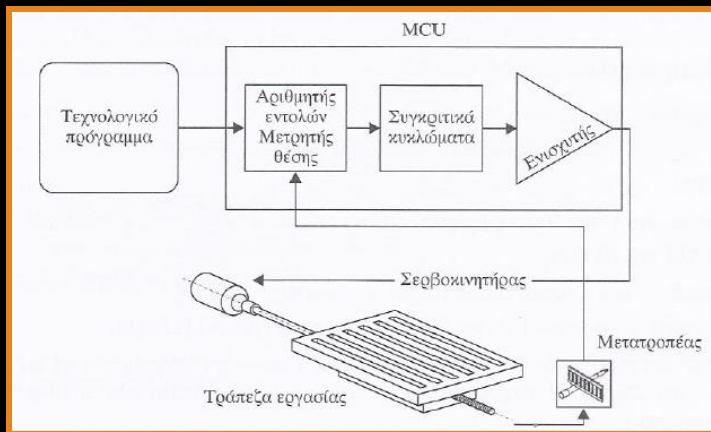 MCU
Τεχνολογικό
πρόγραμμα
Αριθμητής
εντολών
Μετρητής
θέσης
Συγκριτικά
κυκλώματα
Ενισχυτής
Σερβοκινητήρας
Μετατροπέας
Τράπεζα εργασίας